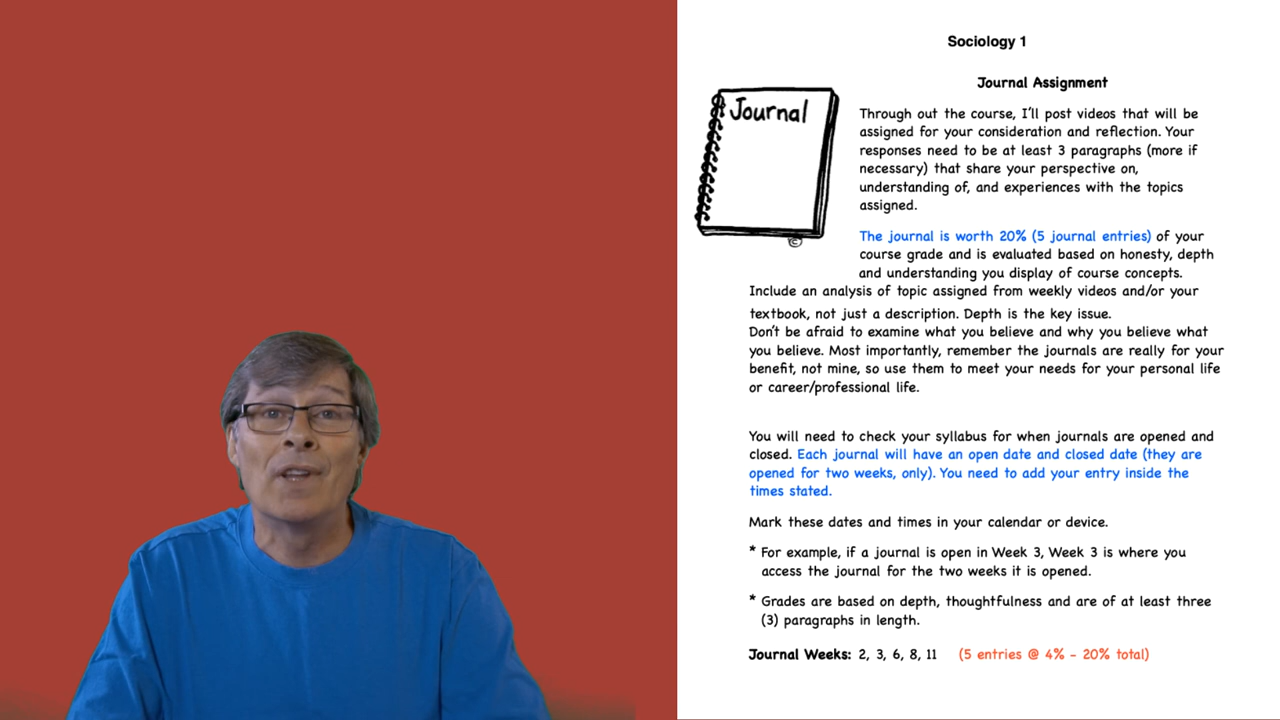 Sociology 1
Journal Assignment
Journal
Through out the course, I'll post videos that will be
assigned for your consideration and reflection. Your
responses need to be at least 3 paragraphs (more if
necessary) that share your perspective on,
understanding of, and experiences with the topics
assigned.
The journal is worth 20% (5 journal entries) of your
course grade and is evaluated based on honesty, depth
and understanding you display of course concepts.
Include an analysis of topic assigned from weekly videos and/or your
textbook, not just a description. Depth is the key issue.
Don't be afraid to examine what you believe and why you believe what
you believe. Most importantly, remember the journals are really for your
benefit, not mine, so use them to meet your needs for your personal life
or career/professional life.
You will need to check your syllabus for when journals are opened and
closed. Each journal will have an open date and closed date (they are
opened for two weeks, only). You need to add your entry inside the
times stated.
Mark these dates and times in your calendar or device.
* For example, if a journal is open in Week 3, Week 3 is where you
access the journal for the two weeks it is opened.
* Grades are based on depth, thoughtfulness and are of at least three
(3) paragraphs in length.
Journal Weeks: 2, 3, 6, 8, 11 (5 entries @ 4% - 20% total)